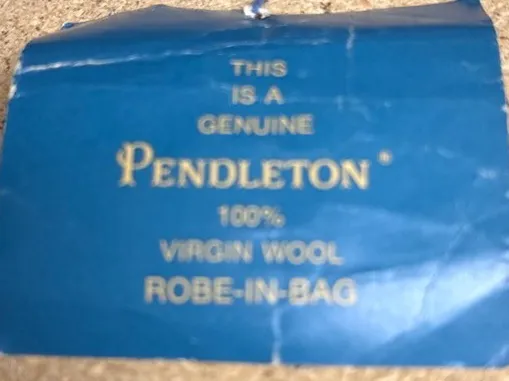 THIS
IS A
GENUINE
PENDLETON®
100%
VIRGIN WOOL
ROBE-IN-BAG